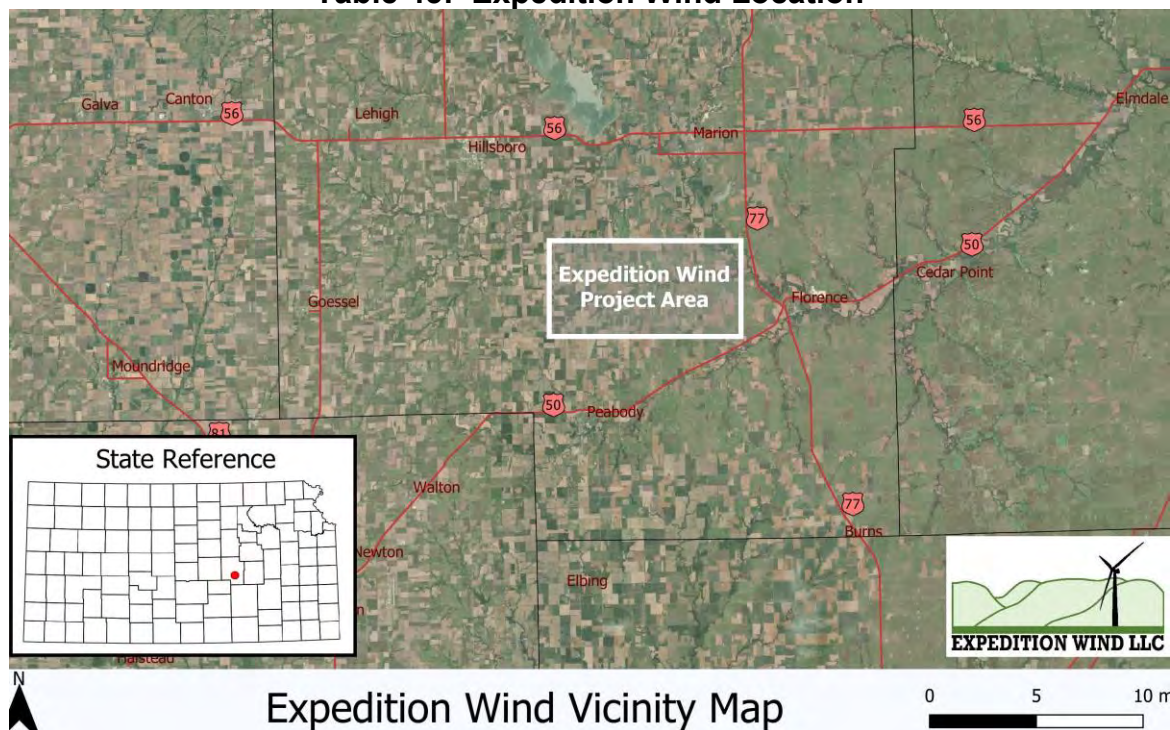 Expedition Wind Location
Elmdale
Galva
Canton
56
Lehigh
56
Marion
56
Hillsboro
77
50
Cedar Point
Expedition Wind
Project Area
Goessel
Florence
Moundridge
50
Peabody
81
State Reference
Walton
77
Burns
Newton
Elbing
Halstead
EXPEDITION WIND LLC
N
Expedition Wind Vicinity Map
0 5 10 m